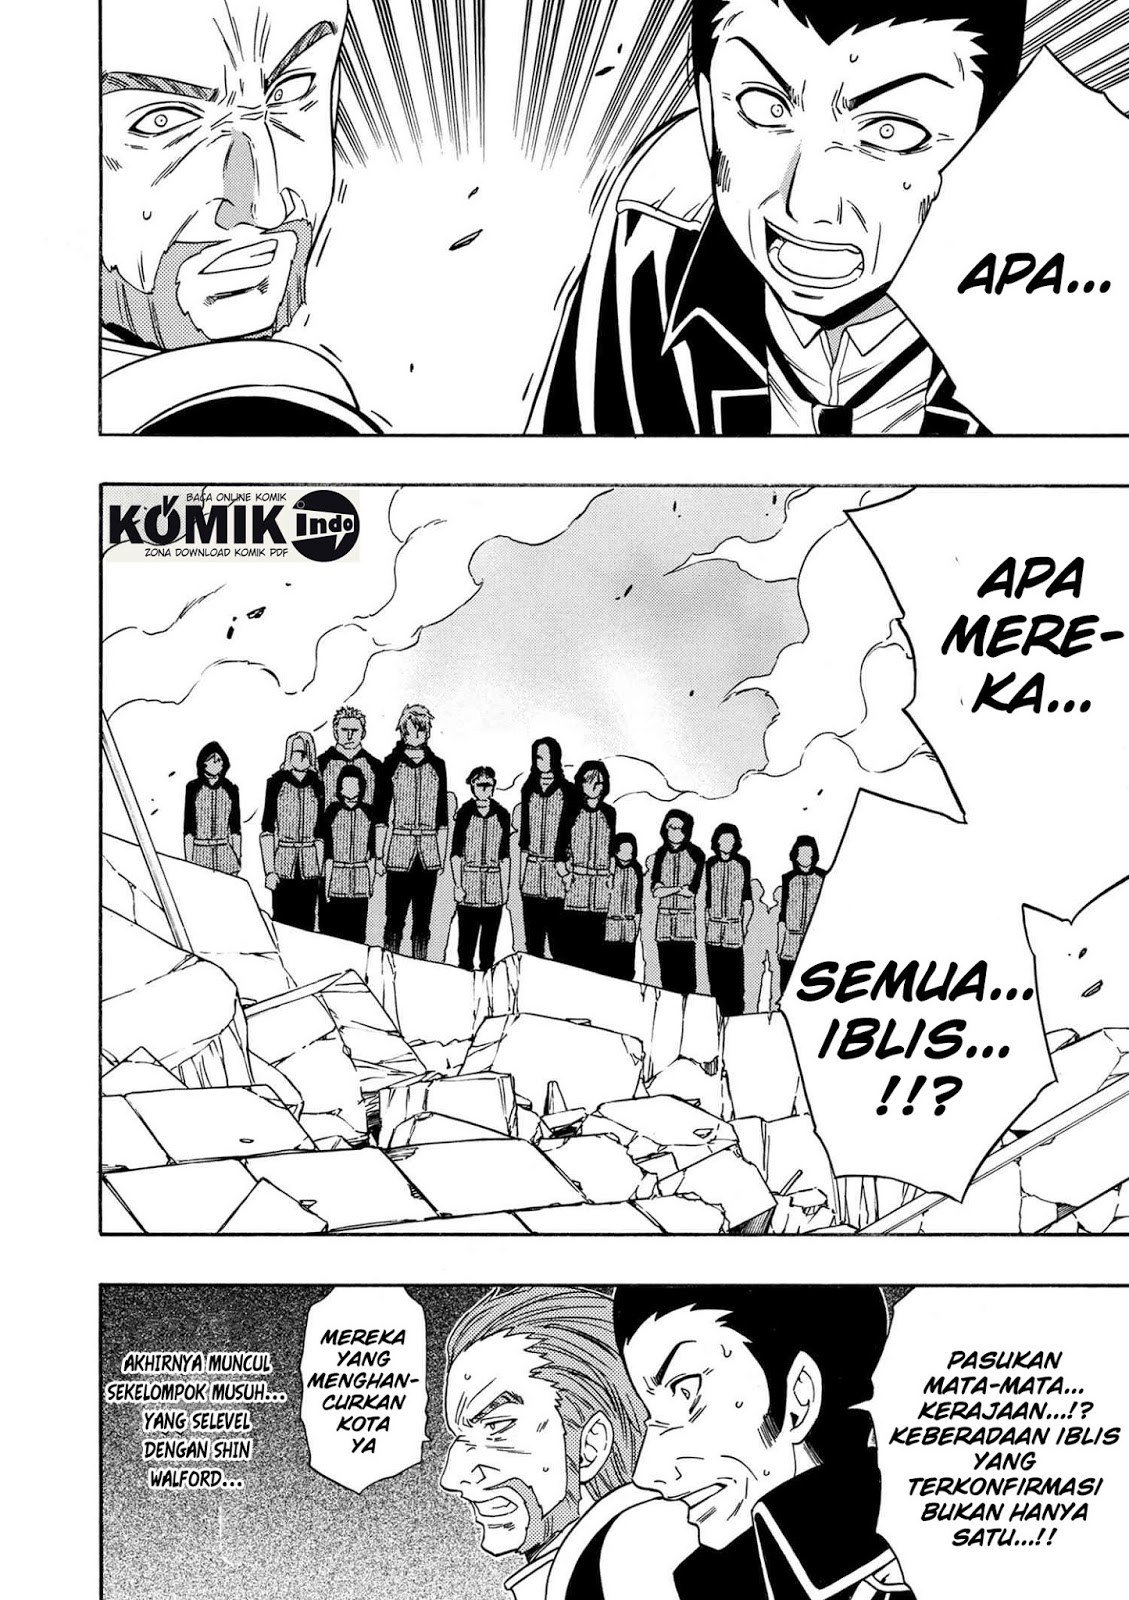 APA...
BACA ONLINE KOMIK
KOMIK Indo
ZONA DOWNLOAD KOMIK PDF
APA
MERE-
KA...
SEMUA...
IBLIS...
!!?
PASUKAN
MATA-MATA...
KERAJAAN...!?
KEBERADAAN IBLIS
YANG
TERKONFIRMASI
BUKAN HANYA
SATU...!!
MEREKA
YANG
MENGHAN-
CURKAN
KOTA
YA
AKHIRNYA MUNCUL
SEKELOMPOK MUSUH...
YANG SELEVEL
DENGAN SHIN
WALFORD...